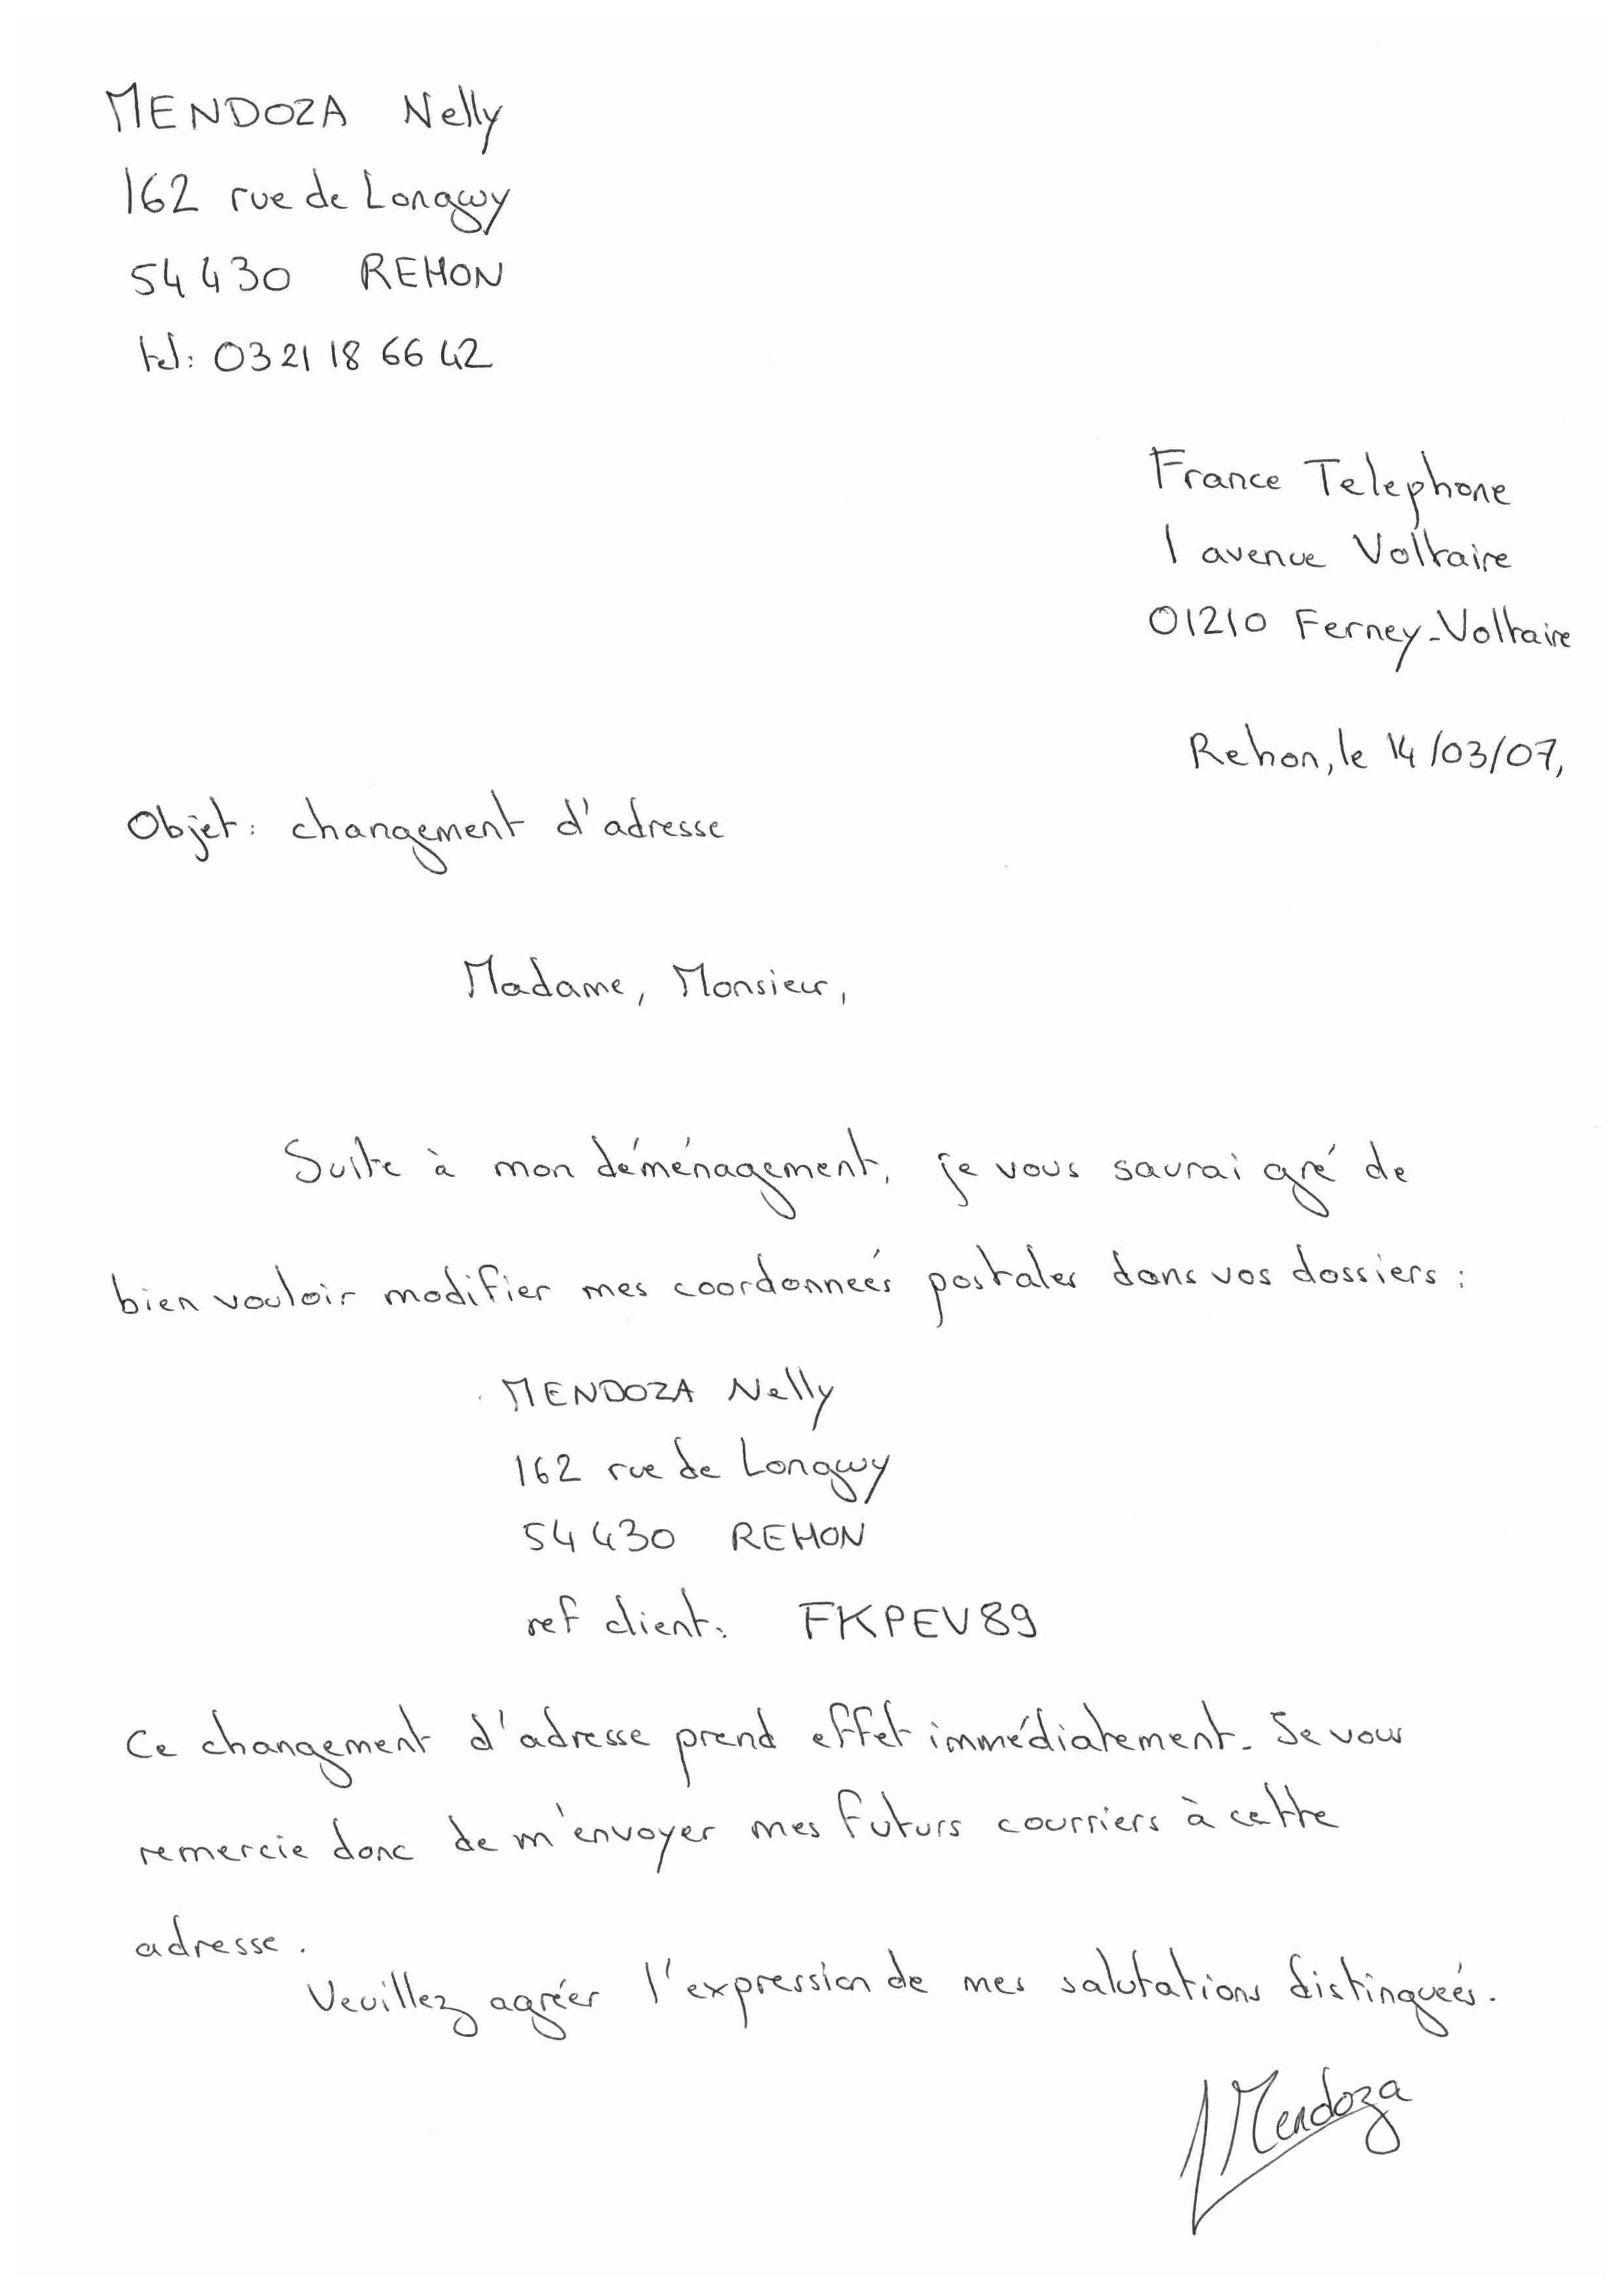 MENDOZA Nelly
162 rue de Longwy
54430 REHON
tel: 03 21 18 66 42
France Telephone
1 avenue Voltaire
01210 Ferney-Voltaire
Rehon, le 14/03/07,
Objet: changement d'adresse
Madame, Monsieur,
Suite à mon déménagement, je vous saurai gré de
bien vouloir modifier mes coordonneés postales dans vos dossiers :
MENDOZA Nelly
162 rue de Longwy
54430 REHON
ref client: FKPEV89
Ce changement d'adresse prend effet immédiatement. Je vous
remercie donc de m'envoyer mes futurs courriers à cette
adresse.
Veuillez agréer l'expression de mes salutations distingueés.
Mendoza